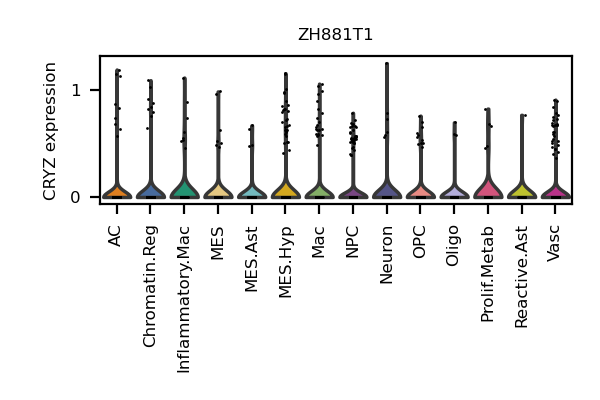 ZH881T1
CRYZ expression
1
0
AC
Chromatin.Reg
Inflammatory.Mac
MES
MES.Ast
MES.Hyp
Mac
NPC
Neuron
OPC
Oligo
Prolif.Metab
Reactive.Ast
Vasc